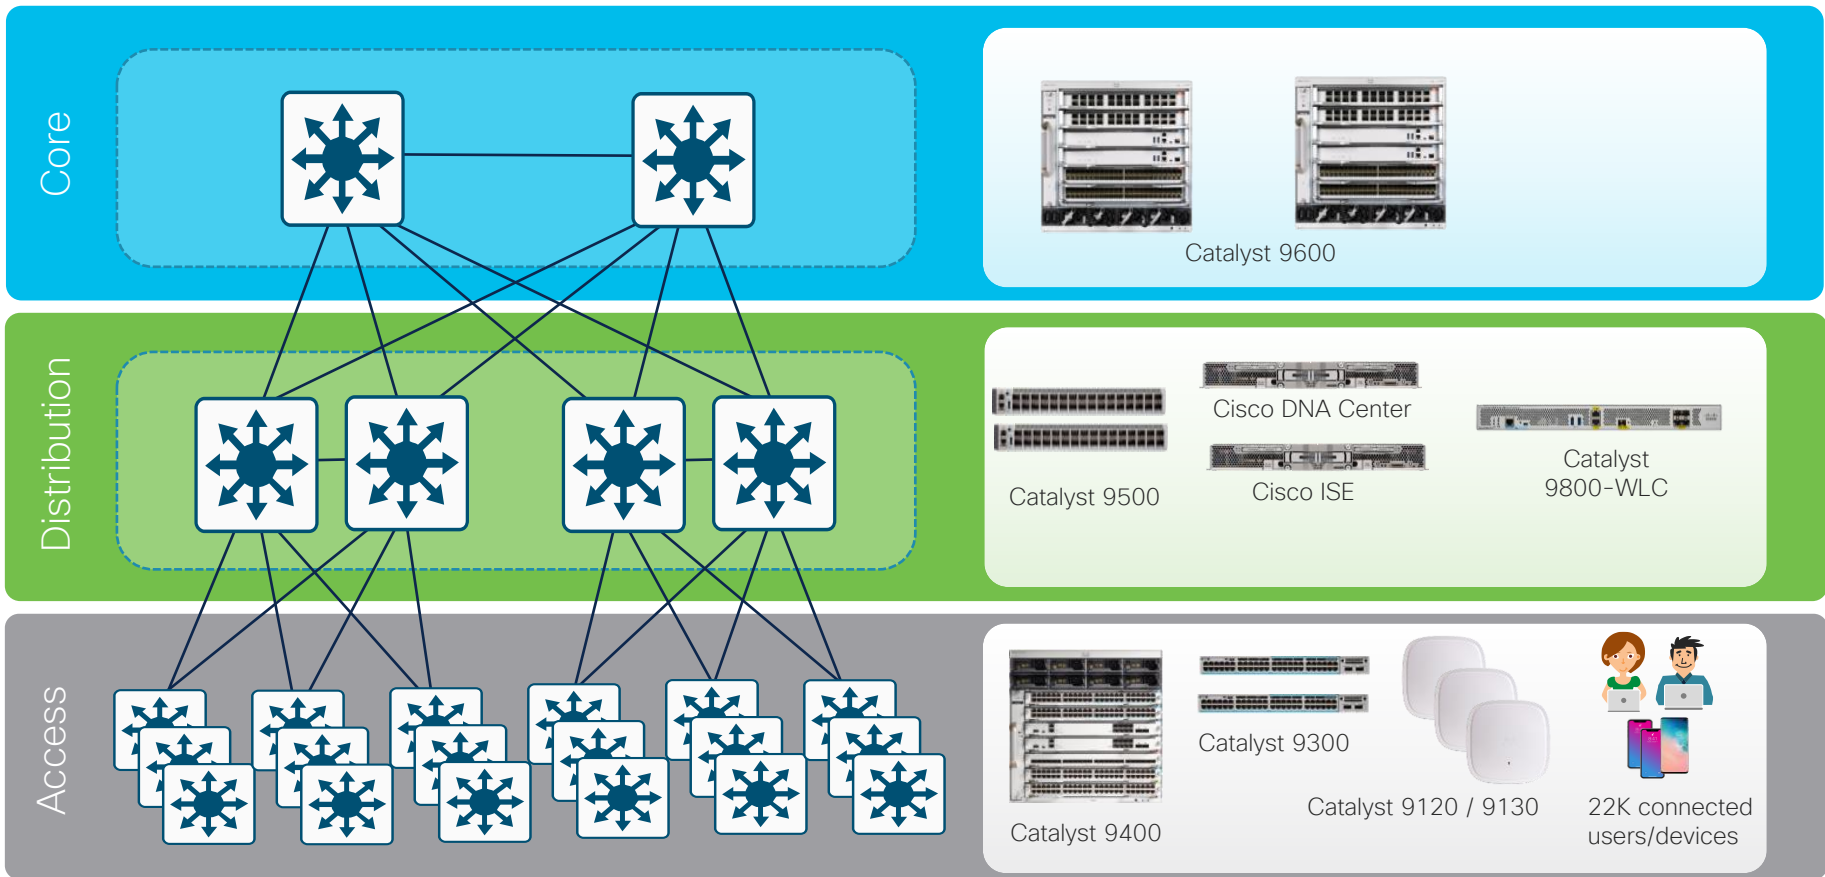 Core
Catalyst 9600
Distribution
Catalyst 9500
Cisco DNA Center
Cisco ISE
Catalyst
9800-WLC
Access
Catalyst 9400
Catalyst 9300
Catalyst 9120 / 9130
22K connected
users/devices